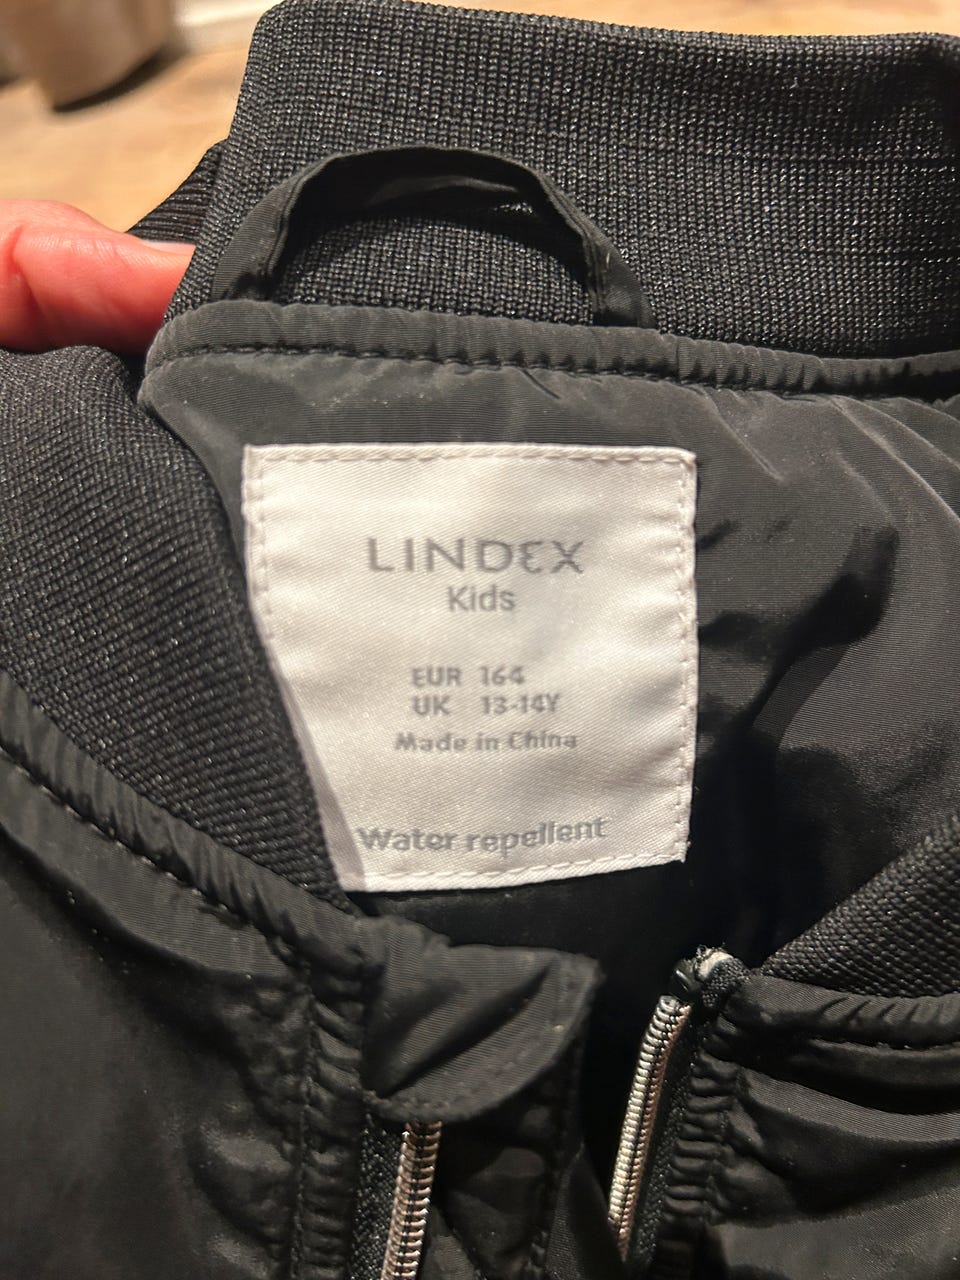 LINDEX
Kids
EUR 164
UK 13-14Y
Made in China
Water repellent